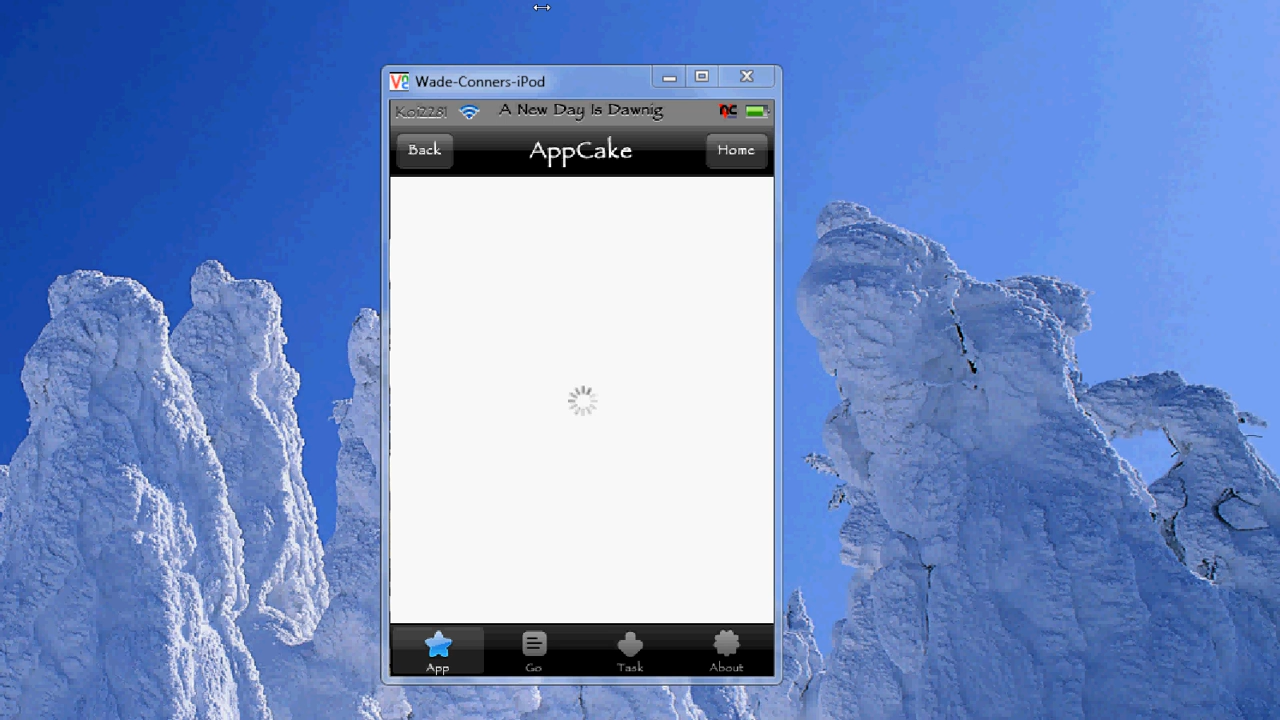 Wade-Conners-iPod
Koi2281 A New Day Is Dawnig
Back AppCake Home
App Go Task About